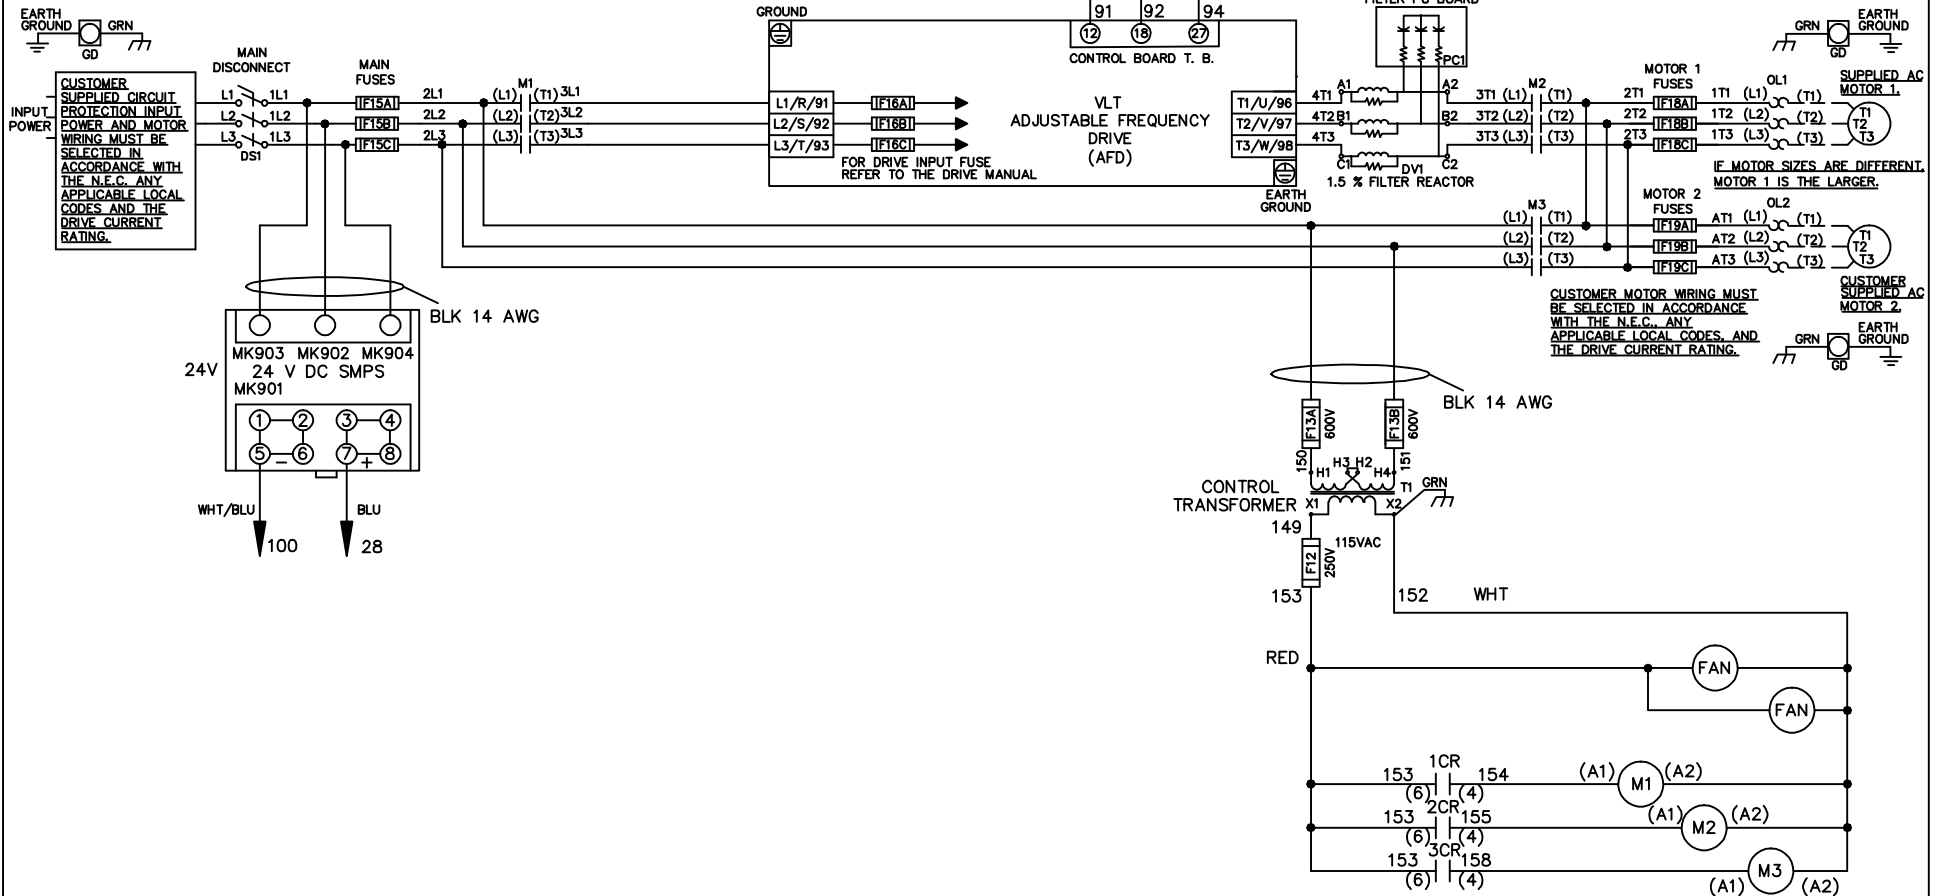 EARTH
GROUND
GRN
GD
CUSTOMER
SUPPLIED CIRCUIT
PROTECTION INPUT
POWER AND MOTOR
WIRING MUST BE
SELECTED IN
ACCORDANCE WITH
THE N.E.C. ANY
APPLICABLE LOCAL
CODES AND THE
DRIVE CURRENT
RATING.
INPUT
POWER
MAIN
DISCONNECT
L1 1L1
L2 1L2
L3 1L3
DS1
MAIN
FUSES
F15A 2L1
F15B 2L2
F15C 2L3
M1
(L1) (T1) 3L1
(L2) (T2) 3L2
(L3) (T3) 3L3
GROUND
91 92 94
12 18 27
CONTROL BOARD T. B.
L1/R/91 F16A
L2/S/92 F16B
L3/T/93 F16C
FOR DRIVE INPUT FUSE
REFER TO THE DRIVE MANUAL
VLT
ADJUSTABLE FREQUENCY
DRIVE
(AFD)
T1/U/96
T2/V/97
T3/W/98
EARTH
GROUND
FILTER PC BOARD
PC1
4T1 A1 A2
4T2 B1 B2
4T3 C1 C2
DV1
1.5 % FILTER REACTOR
M2
3T1 (L1) (T1)
3T2 (L2) (T2)
3T3 (L3) (T3)
MOTOR 1
FUSES
2T1 F18A 1T1 (L1) (T1)
2T2 F18B 1T2 (L2) (T2)
2T3 F18C 1T3 (L3) (T3)
OL1
GRN
GD
EARTH
GROUND
SUPPLIED AC
MOTOR 1.
T1
T2
T3
IF MOTOR SIZES ARE DIFFERENT,
MOTOR 1 IS THE LARGER.
M3
(L1) (T1)
(L2) (T2)
(L3) (T3)
MOTOR 2
FUSES
F19A AT1 (L1) (T1)
F19B AT2 (L2) (T2)
F19C AT3 (L3) (T3)
OL2
T1
T2
T3
CUSTOMER
SUPPLIED AC
MOTOR 2.
CUSTOMER MOTOR WIRING MUST
BE SELECTED IN ACCORDANCE
WITH THE N.E.C., ANY
APPLICABLE LOCAL CODES, AND
THE DRIVE CURRENT RATING.
GRN
GD
EARTH
GROUND
BLK 14 AWG
MK903 MK902 MK904
24V
24 V DC SMPS
MK901
1 2 3 4
5 - 6 7 + 8
WHT/BLU
BLU
100
28
BLK 14 AWG
F13A 600V
F13B 600V
150
151
H1 H3 H2 H4
T1
GRN
CONTROL
TRANSFORMER
X1 X2
149
115VAC
F12 250V
153
152
WHT
RED
FAN
FAN
1CR
153 154
(6) (4)
(A1) M1 (A2)
2CR
153 155
(6) (4)
(A1) M2 (A2)
3CR
153 158
(6) (4)
(A1) M3 (A2)